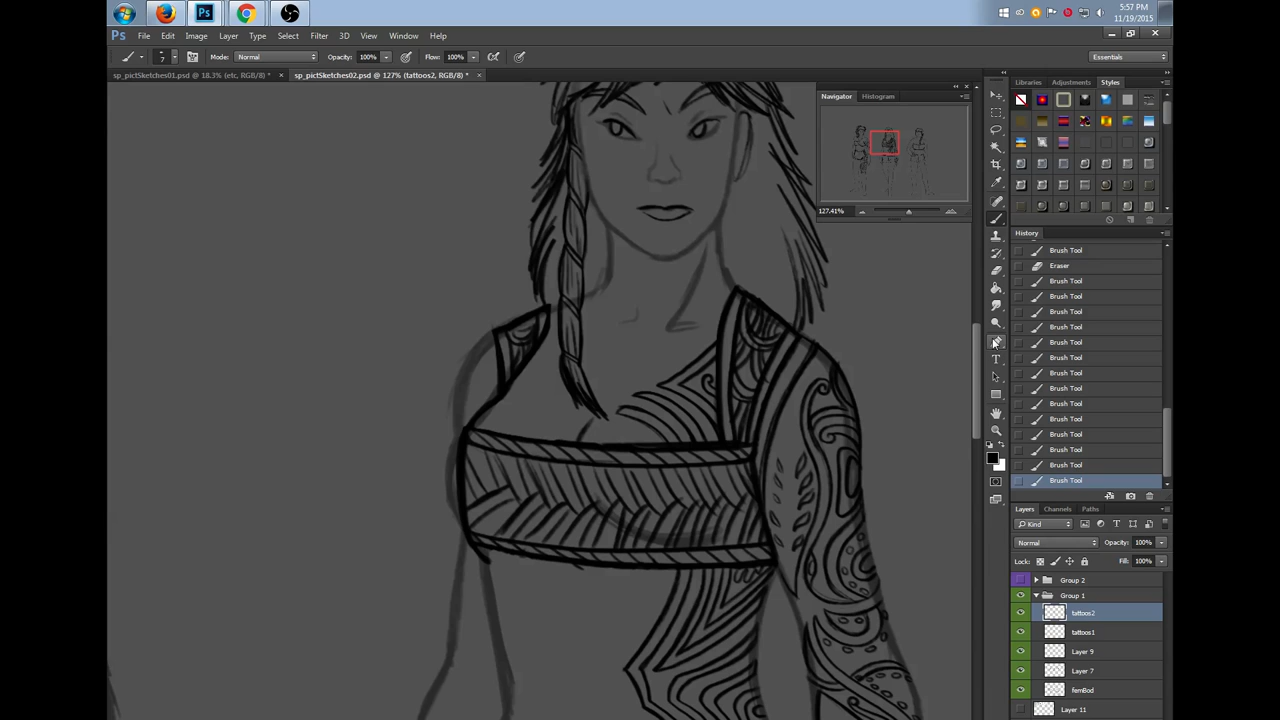 5:57 PM
11/19/2015
Ps File Edit Image Layer Type Select Filter 3D View Window Help
7 Mode: Normal Opacity: 100% Flow: 100% Essentials
sp_pictSketches01.psd @ 18.3% (etc, RGB/8) * × sp_pictSketches02.psd @ 127% (tattoos2, RGB/8) * ×
Libraries Adjustments Styles
Navigator Histogram
127.41%
History
Brush Tool
Eraser
Brush Tool
Brush Tool
Brush Tool
Brush Tool
Brush Tool
Brush Tool
Brush Tool
Brush Tool
Brush Tool
Brush Tool
Brush Tool
Brush Tool
Brush Tool
Brush Tool
Layers Channels Paths
Kind
Normal Opacity: 100%
Lock: Fill: 100%
Group 2
Group 1
tattoos2
tattoos1
Layer 9
Layer 7
femBod
Layer 11